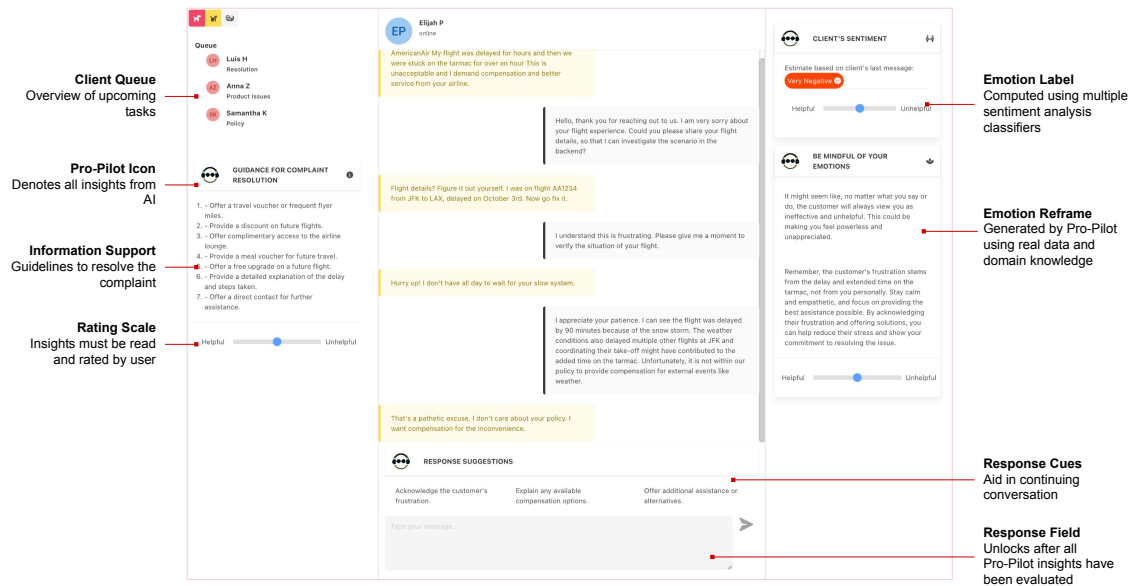 Client Queue
Overview of upcoming
tasks
Pro-Pilot Icon
Denotes all insights from
AI
Information Support
Guidelines to resolve the
complaint
Rating Scale
Insights must be read
and rated by user
Queue
LH
Luis H
Resolution
AZ
Anna Z
Product Issues
SK
Samantha K
Policy
GUIDANCE FOR COMPLAINT
RESOLUTION
1. - Offer a travel voucher or frequent flyer
miles.
2. - Provide a discount on future flights.
3. - Offer complimentary access to the airline
lounge.
4. - Provide a meal voucher for future travel.
5. - Offer a free upgrade on a future flight.
6. - Provide a detailed explanation of the delay
and steps taken.
7. - Offer a direct contact for further
assistance.
Helpful
Unhelpful
EP
Elijah P
online
AmericanAir My flight was delayed for hours and then we
were stuck on the tarmac for over an hour This is
unacceptable and I demand compensation and better
service from your airline.
Hello, thank you for reaching out to us. I am very sorry about
your flight experience. Could you please share your flight
details, so that I can investigate the scenario in the
backend?
Flight details? Figure it out yourself. I was on flight AA1234
from JFK to LAX, delayed on October 3rd. Now go fix it.
I understand this is frustrating. Please give me a moment to
verify the situation of your flight.
Hurry up! I don't have all day to wait for your slow system.
I appreciate your patience. I can see the flight was delayed
by 90 minutes because of the snow storm. The weather
conditions also delayed multiple other flights at JFK and
coordinating their take-off might have contributed to the
added time on the tarmac. Unfortunately, it is not within our
policy to provide compensation for external events like
weather.
That's a pathetic excuse. I don't care about your policy. I
want compensation for the inconvenience.
RESPONSE SUGGESTIONS
Acknowledge the customer's
frustration.
Explain any available
compensation options.
Offer additional assistance or
alternatives.
Type your message...
CLIENT'S SENTIMENT
Estimate based on client's last message:
Very Negative
Helpful
Unhelpful
BE MINDFUL OF YOUR
EMOTIONS
It might seem like, no matter what you say or
do, the customer will always view you as
ineffective and unhelpful. This could be
making you feel powerless and
unappreciated.
Remember, the customer's frustration stems
from the delay and extended time on the
tarmac, not from you personally. Stay calm
and empathetic, and focus on providing the
best assistance possible. By acknowledging
their frustration and offering solutions, you
can help reduce their stress and show your
commitment to resolving the issue.
Helpful
Unhelpful
Emotion Label
Computed using multiple
sentiment analysis
classifiers
Emotion Reframe
Generated by Pro-Pilot
using real data and
domain knowledge
Response Cues
Aid in continuing
conversation
Response Field
Unlocks after all
Pro-Pilot insights have
been evaluated